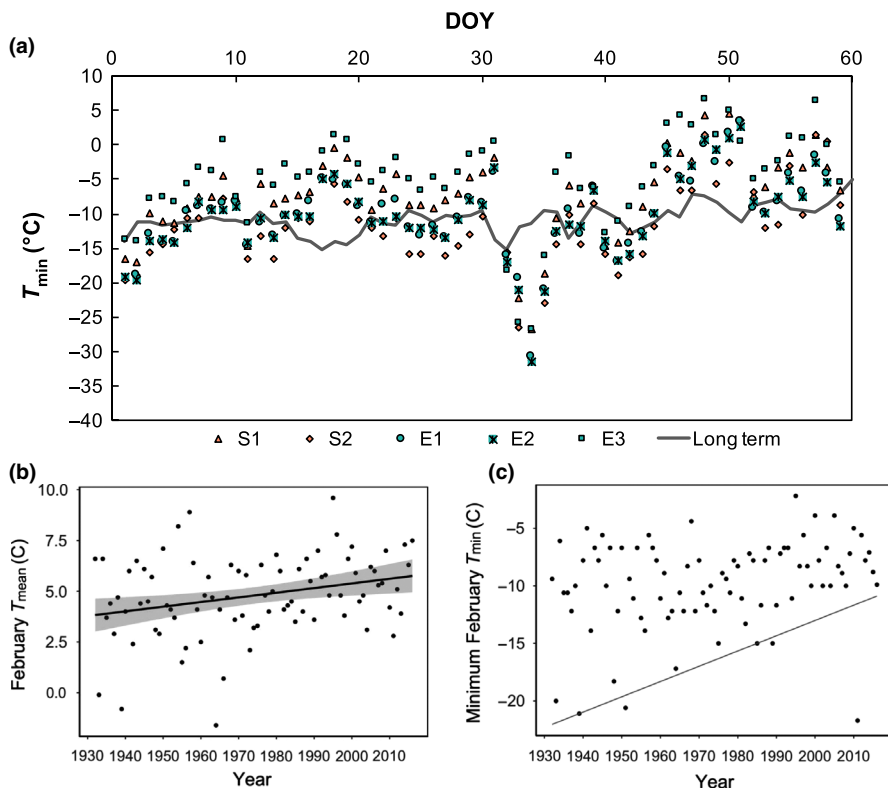 DOY
(a)
0 10 20 30 40 50 60
10
5
0
−5
−10
−15
−20
−25
−30
−35
−40
Tmin (°C)
S1 S2 E1 E2 E3 Long term
(b)
10.0
7.5
5.0
2.5
0.0
February Tmean (C)
1930 1940 1950 1960 1970 1980 1990 2000 2010
Year
(c)
−5
−10
−15
−20
Minimum February Tmin (C)
1930 1940 1950 1960 1970 1980 1990 2000 2010
Year